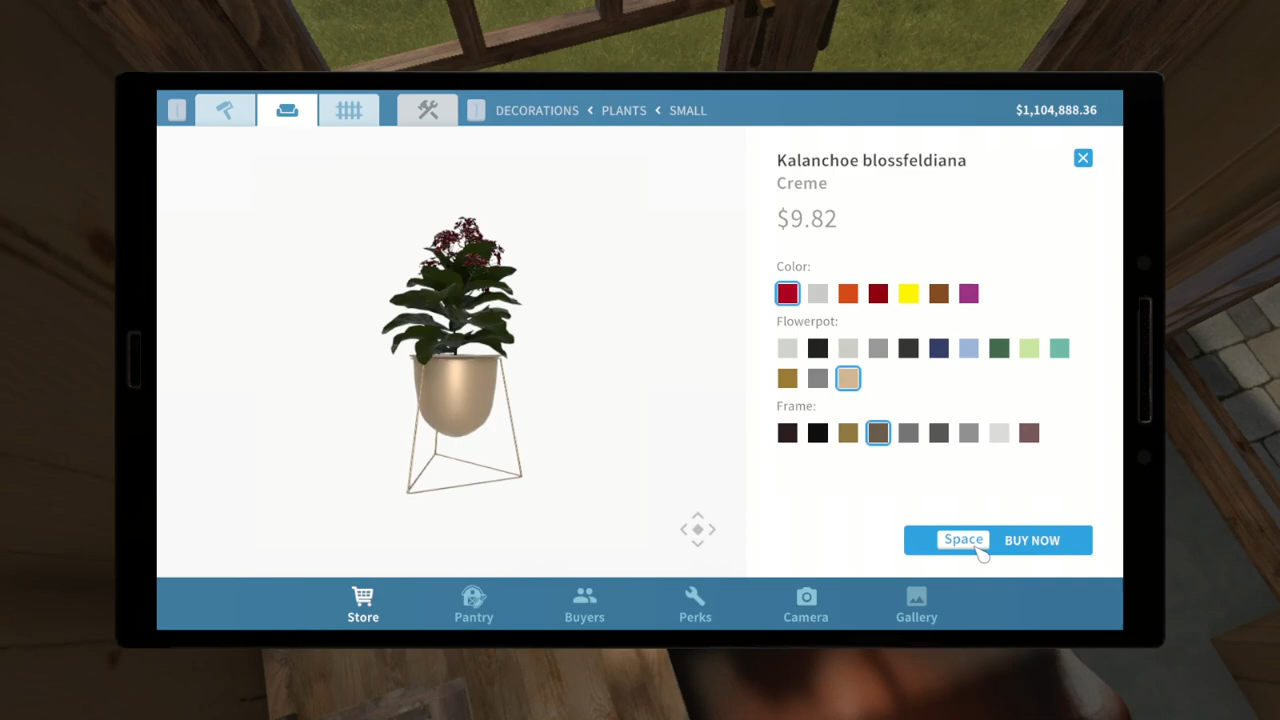 DECORATIONS < PLANTS < SMALL
$1,104,888.36
Kalanchoe blossfeldiana
Creme
$9.82
Color:
Flowerpot:
Frame:
Space BUY NOW
Store Pantry Buyers Perks Camera Gallery